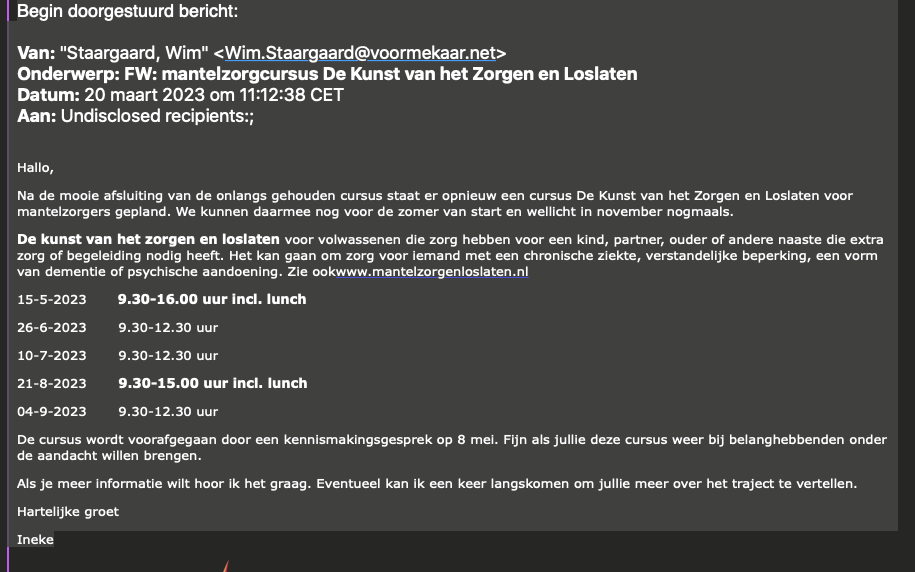 Begin doorgestuurd bericht:
Van: "Staargaard, Wim" <Wim.Staargaard@voormekaar.net>
Onderwerp: FW: mantelzorgcursus De Kunst van het Zorgen en Loslaten
Datum: 20 maart 2023 om 11:12:38 CET
Aan: Undisclosed recipients:;
Hallo,
Na de mooie afsluiting van de onlangs gehouden cursus staat er opnieuw een cursus De Kunst van het Zorgen en Loslaten voor
mantelzorgers gepland. We kunnen daarmee nog voor de zomer van start en wellicht in november nogmaals.
De kunst van het zorgen en loslaten voor volwassenen die zorg hebben voor een kind, partner, ouder of andere naaste die extra
zorg of begeleiding nodig heeft. Het kan gaan om zorg voor iemand met een chronische ziekte, verstandelijke beperking, een vorm
van dementie of psychische aandoening. Zie ookwww.mantelzorgenloslaten.nl
15-5-2023 9.30-16.00 uur incl. lunch
26-6-2023 9.30-12.30 uur
10-7-2023 9.30-12.30 uur
21-8-2023 9.30-15.00 uur incl. lunch
04-9-2023 9.30-12.30 uur
De cursus wordt voorafgegaan door een kennismakingsgesprek op 8 mei. Fijn als jullie deze cursus weer bij belanghebbenden onder
de aandacht willen brengen.
Als je meer informatie wilt hoor ik het graag. Eventueel kan ik een keer langskomen om jullie meer over het traject te vertellen.
Hartelijke groet
Ineke